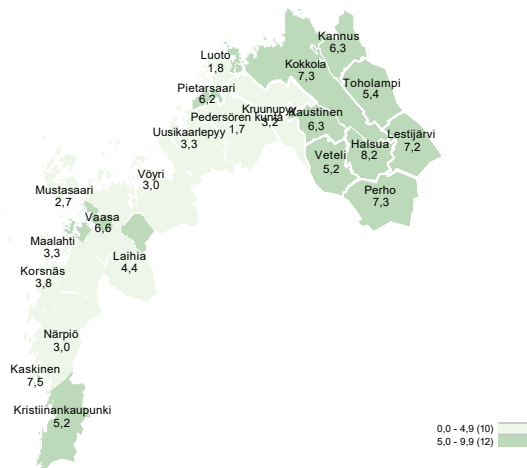 Kannus
6,3
Luoto
1,8
Kokkola
7,3
Toholampi
5,4
Pietarsaari
6,2
Kruunupyy
3,2
Kaustinen
6,3
Pedersören kunta
1,7
Uusikaarlepyy
3,3
Lestijärvi
7,2
Halsua
8,2
Veteli
5,2
Vöyri
3,0
Perho
7,3
Mustasaari
2,7
Vaasa
6,6
Maalahti
3,3
Laihia
4,4
Korsnäs
3,8
Närpiö
3,0
Kaskinen
7,5
Kristiinankaupunki
5,2
0,0 - 4,9 (10)
5,0 - 9,9 (12)